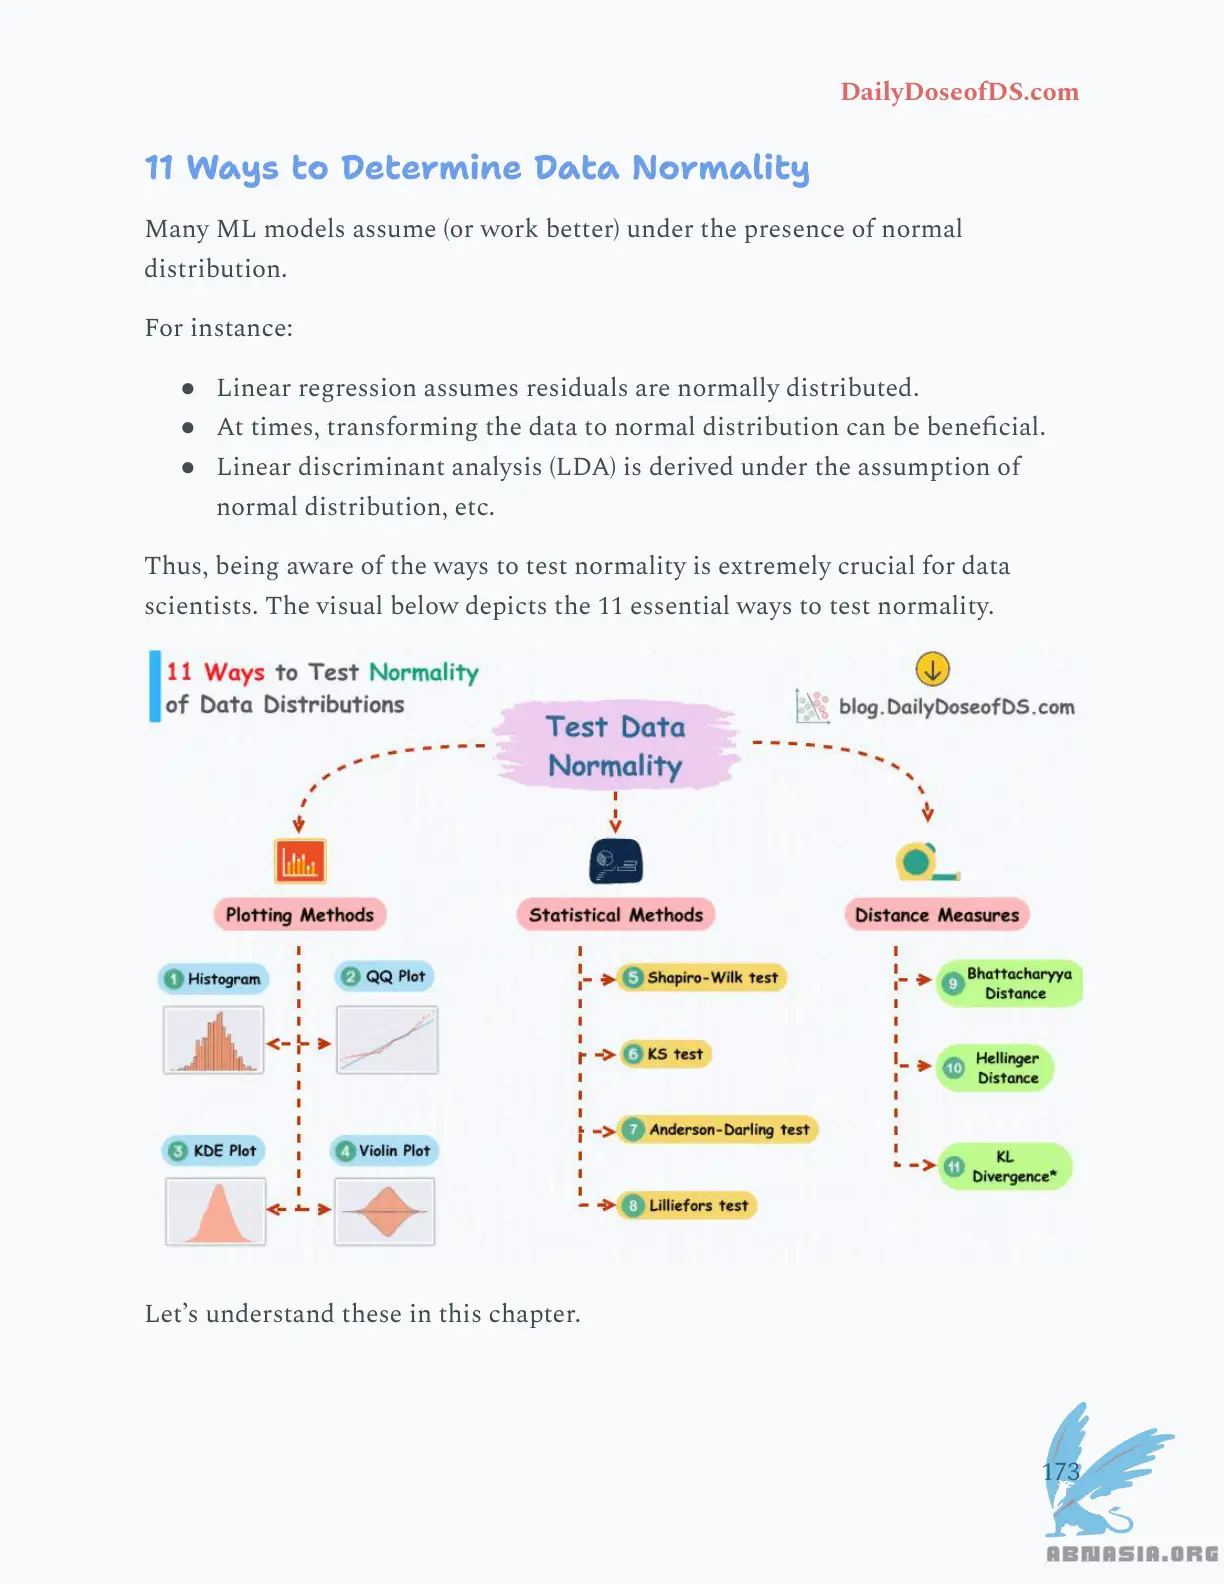 DailyDoseofDS.com
11 Ways to Determine Data Normality
Many ML models assume (or work better) under the presence of normal
distribution.
For instance:
● Linear regression assumes residuals are normally distributed.
● At times, transforming the data to normal distribution can be beneficial.
● Linear discriminant analysis (LDA) is derived under the assumption of
normal distribution, etc.
Thus, being aware of the ways to test normality is extremely crucial for data
scientists. The visual below depicts the 11 essential ways to test normality.
11 Ways to Test Normality
of Data Distributions
blog.DailyDoseofDS.com
Test Data
Normality
Plotting Methods
1 Histogram
2 QQ Plot
3 KDE Plot
4 Violin Plot
Statistical Methods
5 Shapiro-Wilk test
6 KS test
7 Anderson-Darling test
8 Lilliefors test
Distance Measures
9 Bhattacharyya
Distance
10 Hellinger
Distance
11 KL
Divergence*
Let’s understand these in this chapter.
173
ABNASIA.ORG